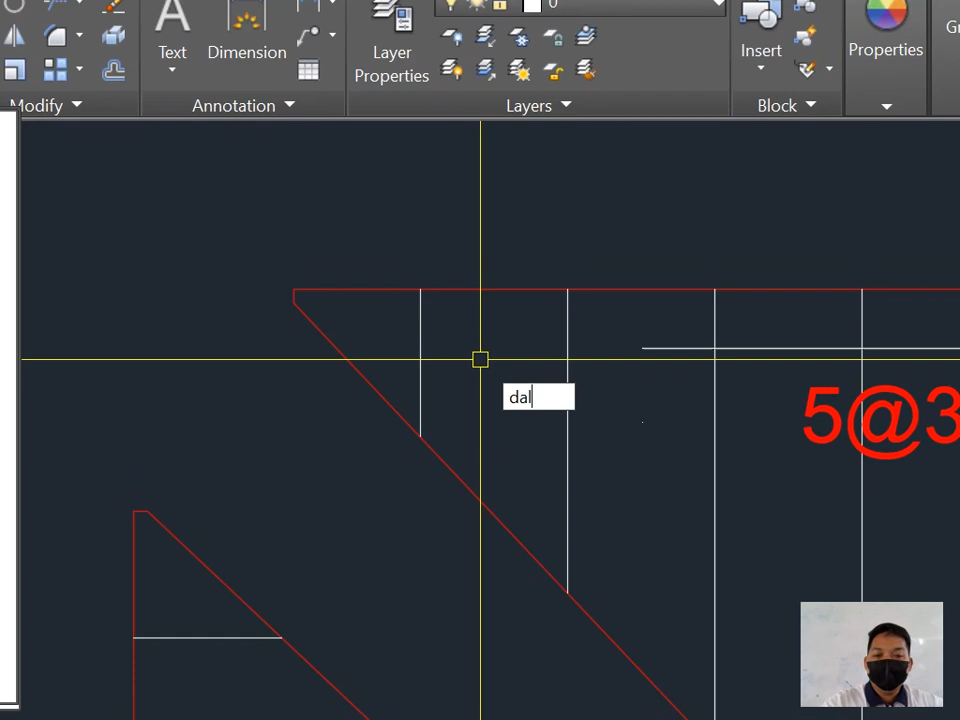 0
Text
Dimension
Layer
Properties
Insert
Properties
Modify
Annotation
Layers
Block
dal
5@3